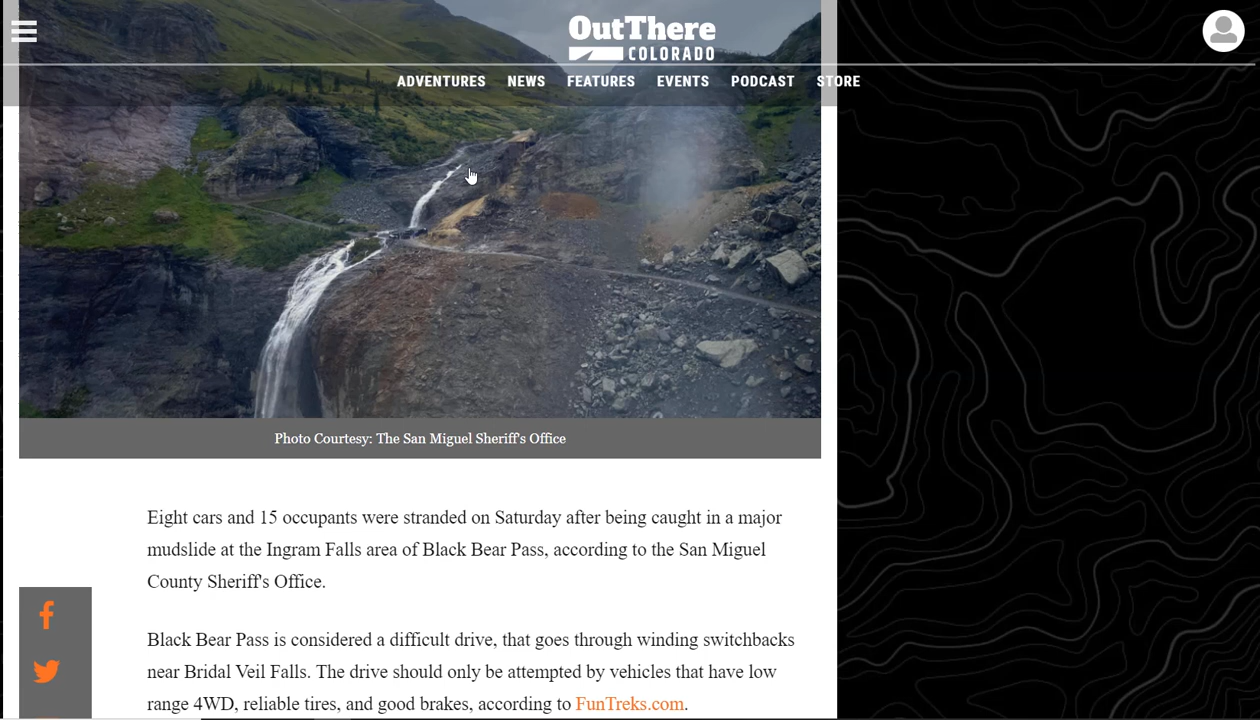 OutThere
COLORADO
ADVENTURES NEWS FEATURES EVENTS PODCAST STORE
Photo Courtesy: The San Miguel Sheriff's Office
Eight cars and 15 occupants were stranded on Saturday after being caught in a major
mudslide at the Ingram Falls area of Black Bear Pass, according to the San Miguel
County Sheriff's Office.
Black Bear Pass is considered a difficult drive, that goes through winding switchbacks
near Bridal Veil Falls. The drive should only be attempted by vehicles that have low
range 4WD, reliable tires, and good brakes, according to FunTreks.com.